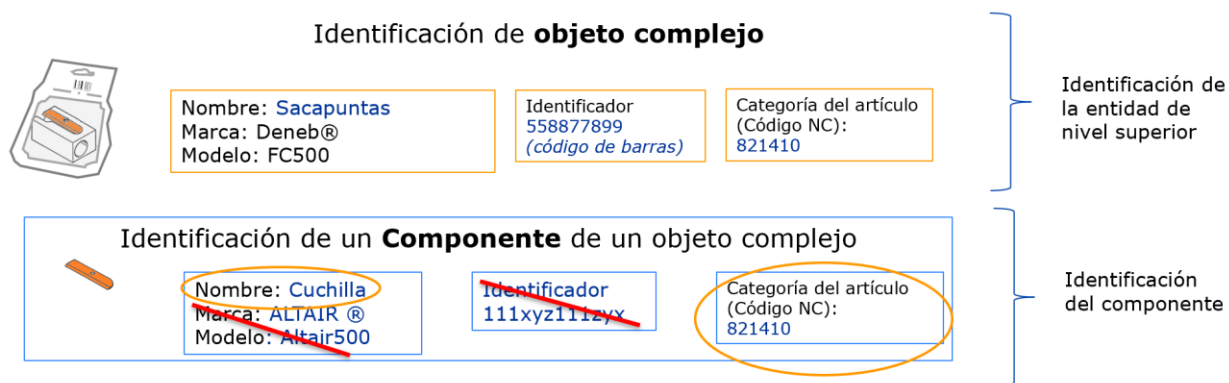 Identificación de objeto complejo
Nombre: Sacapuntas
Marca: Deneb®
Modelo: FC500
Identificador
558877899
(código de barras)
Categoría del artículo
(Código NC):
821410
Identificación de
la entidad de
nivel superior
Identificación de un Componente de un objeto complejo
Nombre: Cuchilla
Marca: ALTAIR ®
Modelo: Altair500
Identificador
111xyz111zyx
Categoría del artículo
(Código NC):
821410
Identificación
del componente